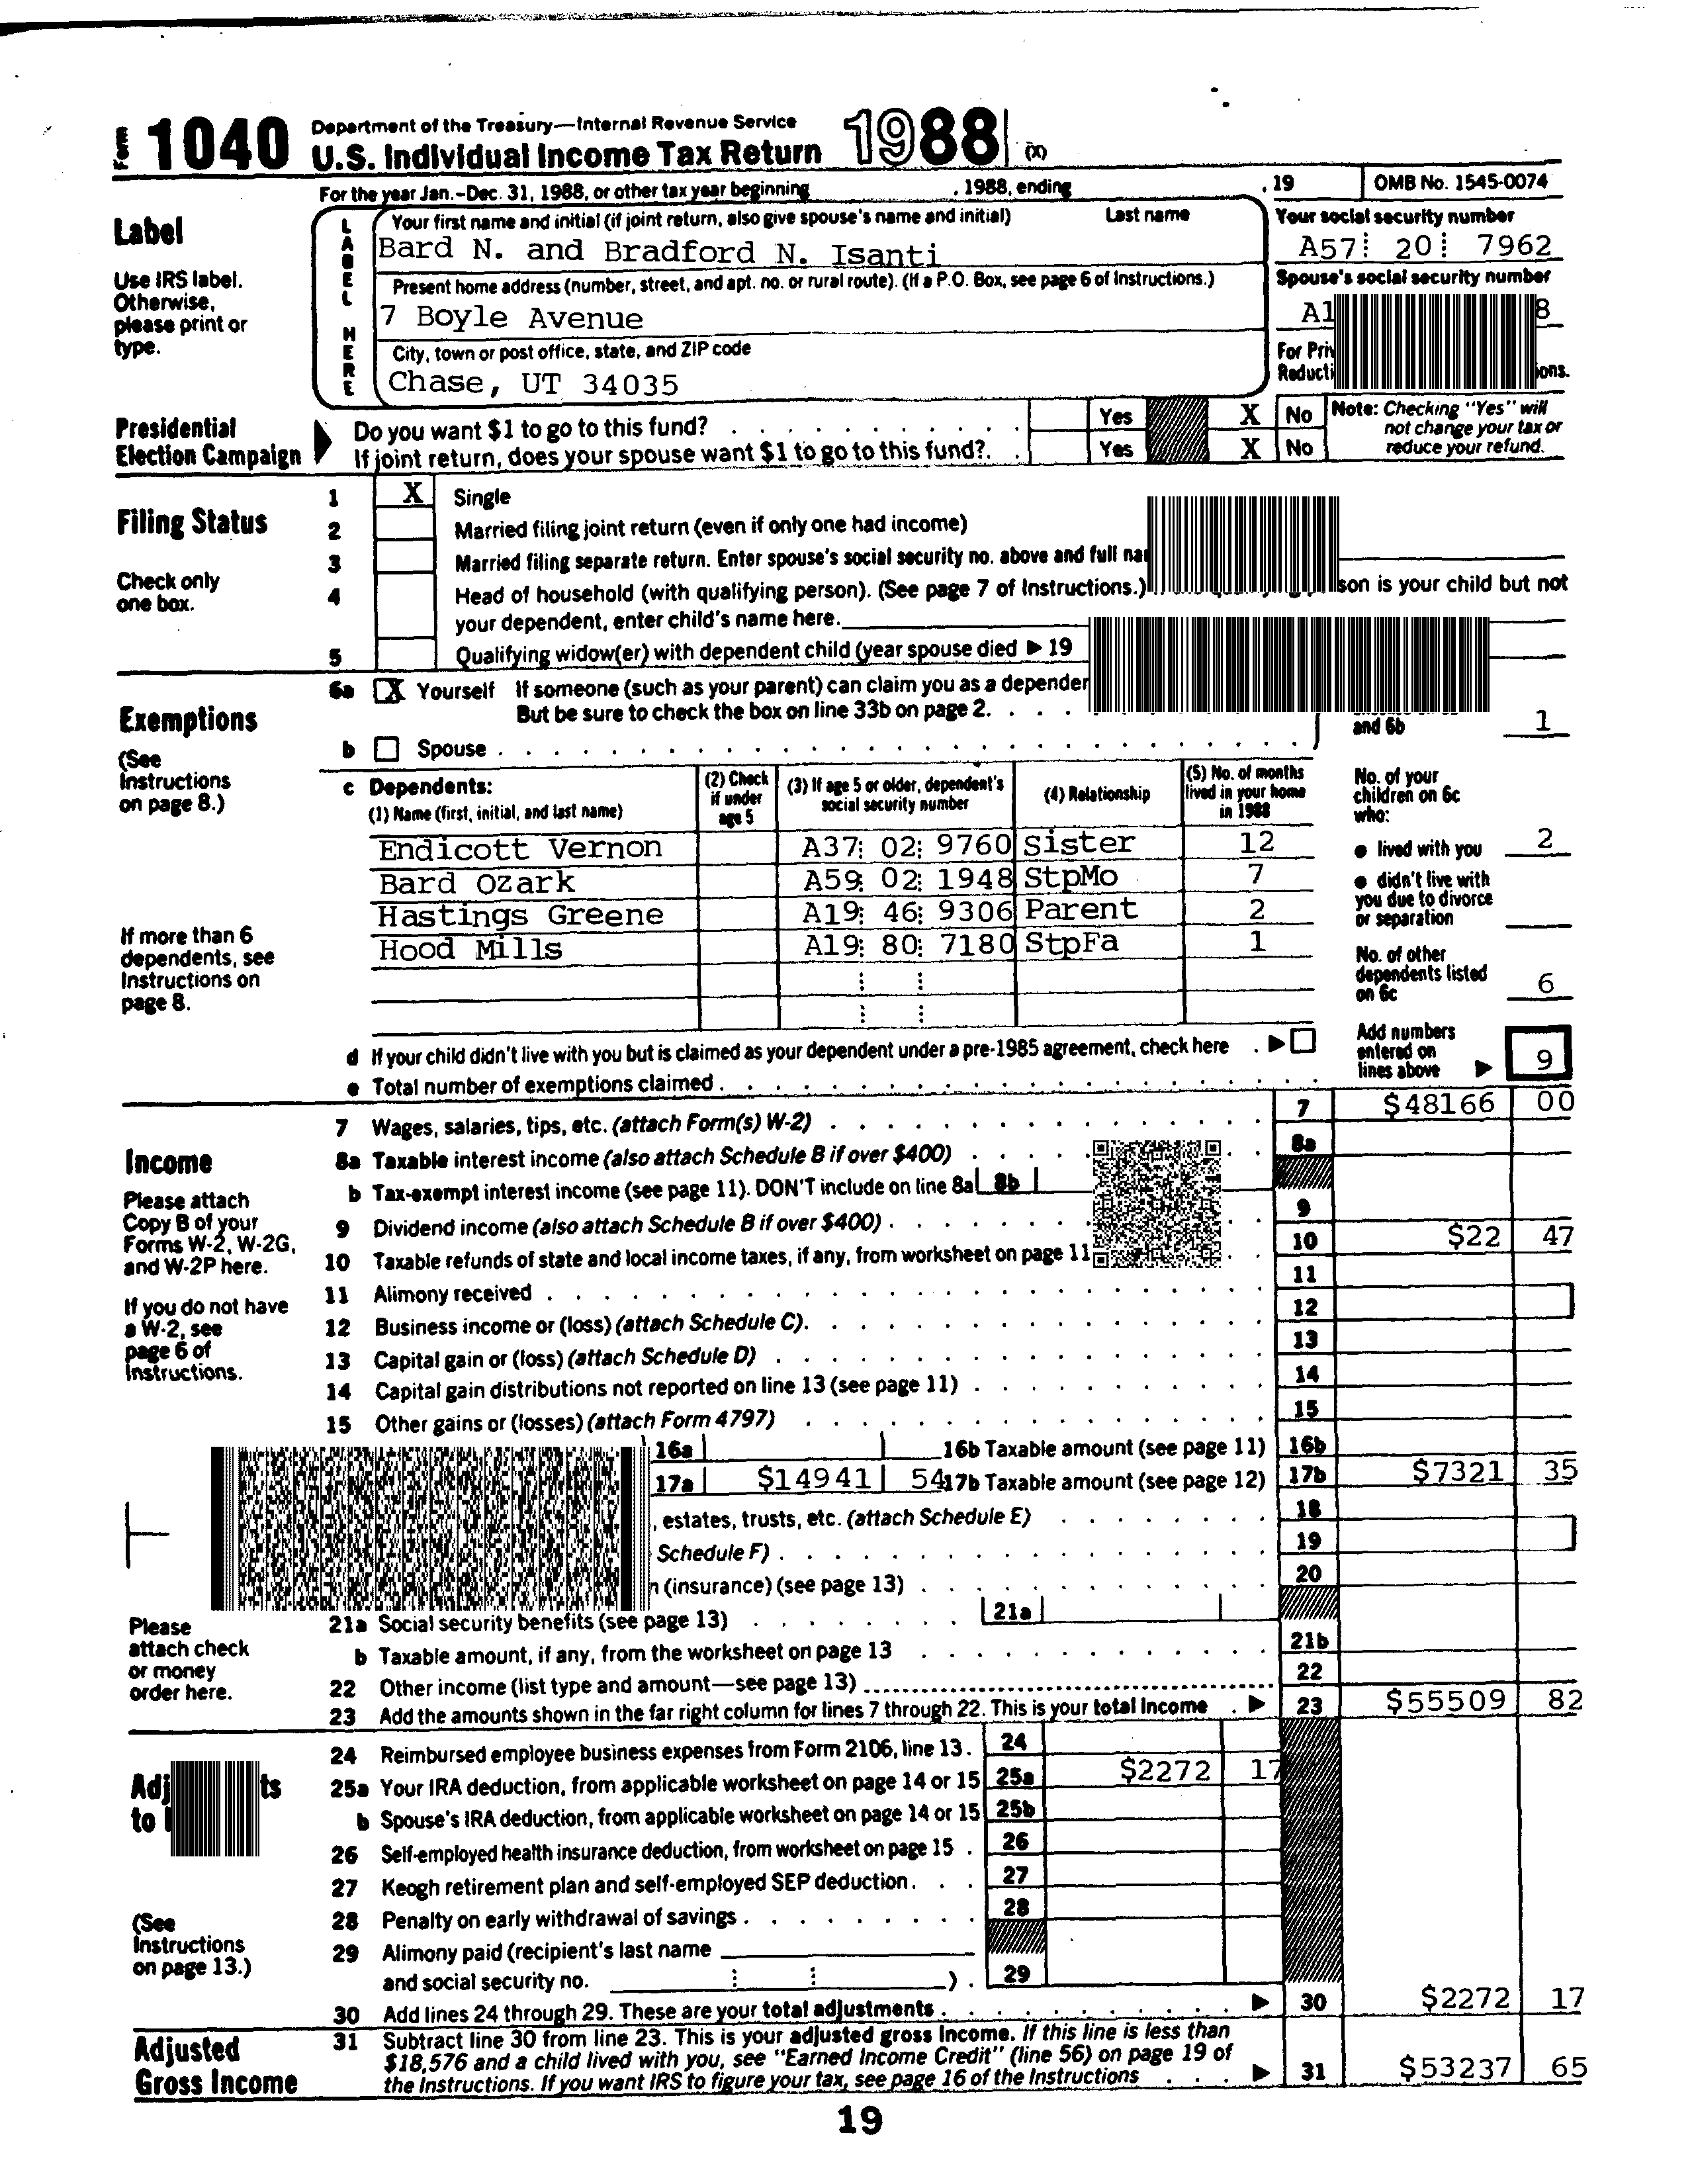 Form 1040 Department of the Treasury—Internal Revenue Service
U.S. Individual Income Tax Return 1988 (X)
For the year Jan.–Dec. 31, 1988, or other tax year beginning , 1988, ending , 19 OMB No. 1545-0074
Label
Use IRS label.
Otherwise,
please print or
type.
LABEL HERE
Your first name and initial (if joint return, also give spouse's name and initial) Last name
Bard N. and Bradford N. Isanti
Your social security number
A57 20 7962
Present home address (number, street, and apt. no. or rural route). (If a P.O. Box, see page 6 of Instructions.)
7 Boyle Avenue
Spouse's social security number
A1 8
City, town or post office, state, and ZIP code
Chase, UT 34035
For Priv
Reducti ions.
Presidential
Election Campaign
Do you want $1 to go to this fund? Yes X No
If joint return, does your spouse want $1 to go to this fund?. Yes X No
Note: Checking "Yes" will
not change your tax or
reduce your refund.
Filing Status
Check only
one box.
1 X Single
2 Married filing joint return (even if only one had income)
3 Married filing separate return. Enter spouse's social security no. above and full na
4 Head of household (with qualifying person). (See page 7 of Instructions.) son is your child but not
your dependent, enter child's name here.
5 Qualifying widow(er) with dependent child (year spouse died ▶ 19
Exemptions
(See
Instructions
on page 8.)
6a X Yourself If someone (such as your parent) can claim you as a depender
But be sure to check the box on line 33b on page 2.
b Spouse
and 6b 1
c Dependents:
(1) Name (first, initial, and last name) (2) Check if under age 5 (3) If age 5 or older, dependent's social security number (4) Relationship (5) No. of months lived in your home in 1988
Endicott Vernon A37 02 9760 Sister 12
Bard Ozark A59 02 1948 StpMo 7
Hastings Greene A19 46 9306 Parent 2
Hood Mills A19 80 7180 StpFa 1
If more than 6
dependents, see
Instructions on
page 8.
No. of your
children on 6c
who:
● lived with you 2
● didn't live with
you due to divorce
or separation
No. of other
dependents listed
on 6c 6
d If your child didn't live with you but is claimed as your dependent under a pre-1985 agreement, check here . ▶
e Total number of exemptions claimed
Add numbers
entered on
lines above ▶ 9
Income
Please attach
Copy B of your
Forms W-2, W-2G,
and W-2P here.
If you do not have
a W-2, see
page 6 of
Instructions.
7 Wages, salaries, tips, etc. (attach Form(s) W-2) 7 $48166 00
8a Taxable interest income (also attach Schedule B if over $400) 8a
b Tax-exempt interest income (see page 11). DON'T include on line 8a 8b
9 Dividend income (also attach Schedule B if over $400) 9
10 Taxable refunds of state and local income taxes, if any, from worksheet on page 11 10 $22 47
11 Alimony received 11
12 Business income or (loss) (attach Schedule C). 12
13 Capital gain or (loss) (attach Schedule D) 13
14 Capital gain distributions not reported on line 13 (see page 11) 14
15 Other gains or (losses) (attach Form 4797) 15
16a 16b Taxable amount (see page 11) 16b
17a $14941 54 17b Taxable amount (see page 12) 17b $7321 35
, estates, trusts, etc. (attach Schedule E) 18
Schedule F) 19
n (insurance) (see page 13) 20
Please
attach check
or money
order here.
21a Social security benefits (see page 13) 21a
b Taxable amount, if any, from the worksheet on page 13 21b
22 Other income (list type and amount—see page 13) 22
23 Add the amounts shown in the far right column for lines 7 through 22. This is your total income ▶ 23 $55509 82
Adj ts
to I
(See
Instructions
on page 13.)
24 Reimbursed employee business expenses from Form 2106, line 13 . 24
25a Your IRA deduction, from applicable worksheet on page 14 or 15 25a $2272 17
b Spouse's IRA deduction, from applicable worksheet on page 14 or 15 25b
26 Self-employed health insurance deduction, from worksheet on page 15 . 26
27 Keogh retirement plan and self-employed SEP deduction 27
28 Penalty on early withdrawal of savings 28
29 Alimony paid (recipient's last name
and social security no. ) . 29
30 Add lines 24 through 29. These are your total adjustments ▶ 30 $2272 17
Adjusted
Gross Income
31 Subtract line 30 from line 23. This is your adjusted gross income. If this line is less than
$18,576 and a child lived with you, see "Earned Income Credit" (line 56) on page 19 of
the Instructions. If you want IRS to figure your tax, see page 16 of the Instructions ▶ 31 $53237 65
19